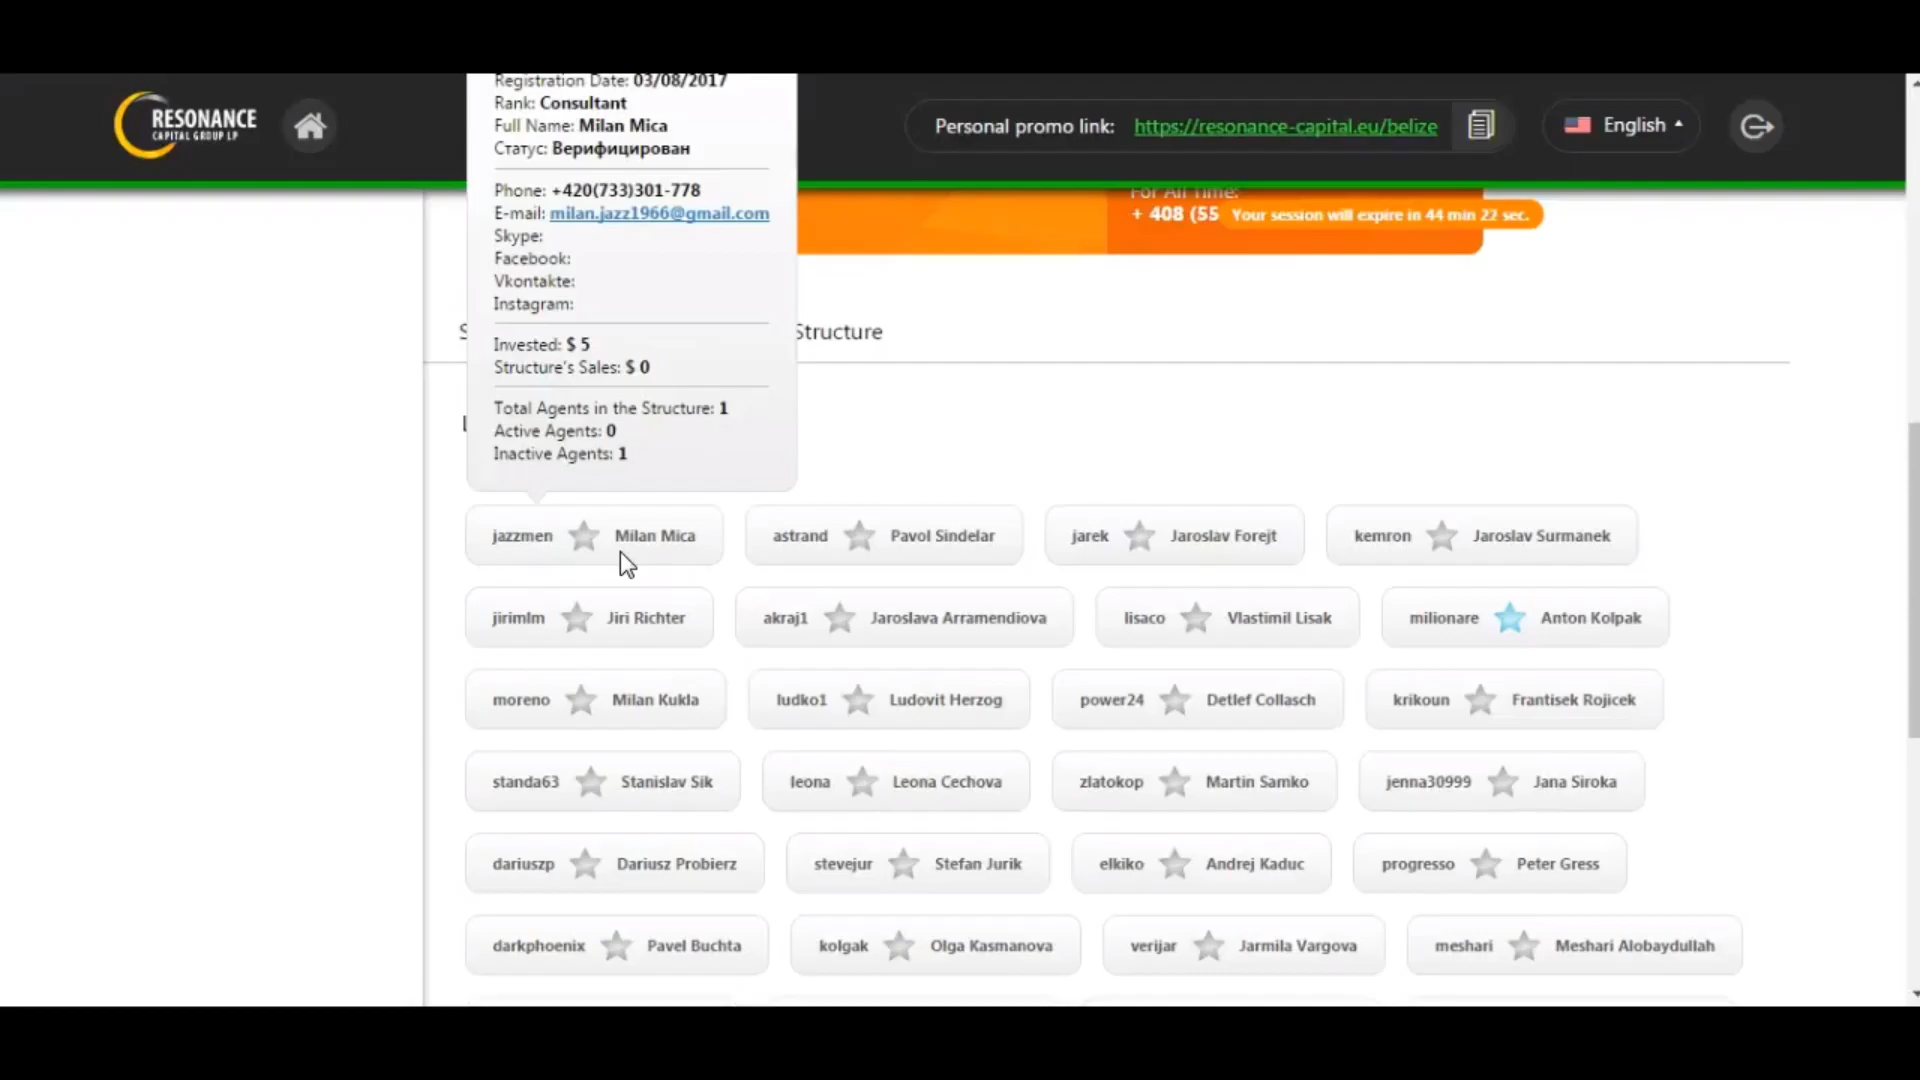 Registration Date: 03/08/2017
Rank: Consultant
Full Name: Milan Mica
Статус: Верифицирован
Phone: +420(733)301-778
E-mail: milan.jazz1966@gmail.com
Skype:
Facebook:
Vkontakte:
Instagram:
Invested: $ 5
Structure's Sales: $ 0
Total Agents in the Structure: 1
Active Agents: 0
Inactive Agents: 1
RESONANCE
CAPITAL GROUP LP
Personal promo link: https://resonance-capital.eu/belize
English
For All Time:
+ 408 (55
Your session will expire in 44 min 22 sec.
Structure
jazzmen Milan Mica
astrand Pavol Sindelar
jarek Jaroslav Forejt
kemron Jaroslav Surmanek
jirimlm Jiri Richter
akraj1 Jaroslava Arramendiova
lisaco Vlastimil Lisak
milionare Anton Kolpak
moreno Milan Kukla
ludko1 Ludovit Herzog
power24 Detlef Collasch
krikoun Frantisek Rojicek
standa63 Stanislav Sik
leona Leona Cechova
zlatokop Martin Samko
jenna30999 Jana Siroka
dariuszp Dariusz Probierz
stevejur Stefan Jurik
elkiko Andrej Kaduc
progresso Peter Gress
darkphoenix Pavel Buchta
kolgak Olga Kasmanova
verijar Jarmila Vargova
meshari Meshari Alobaydullah